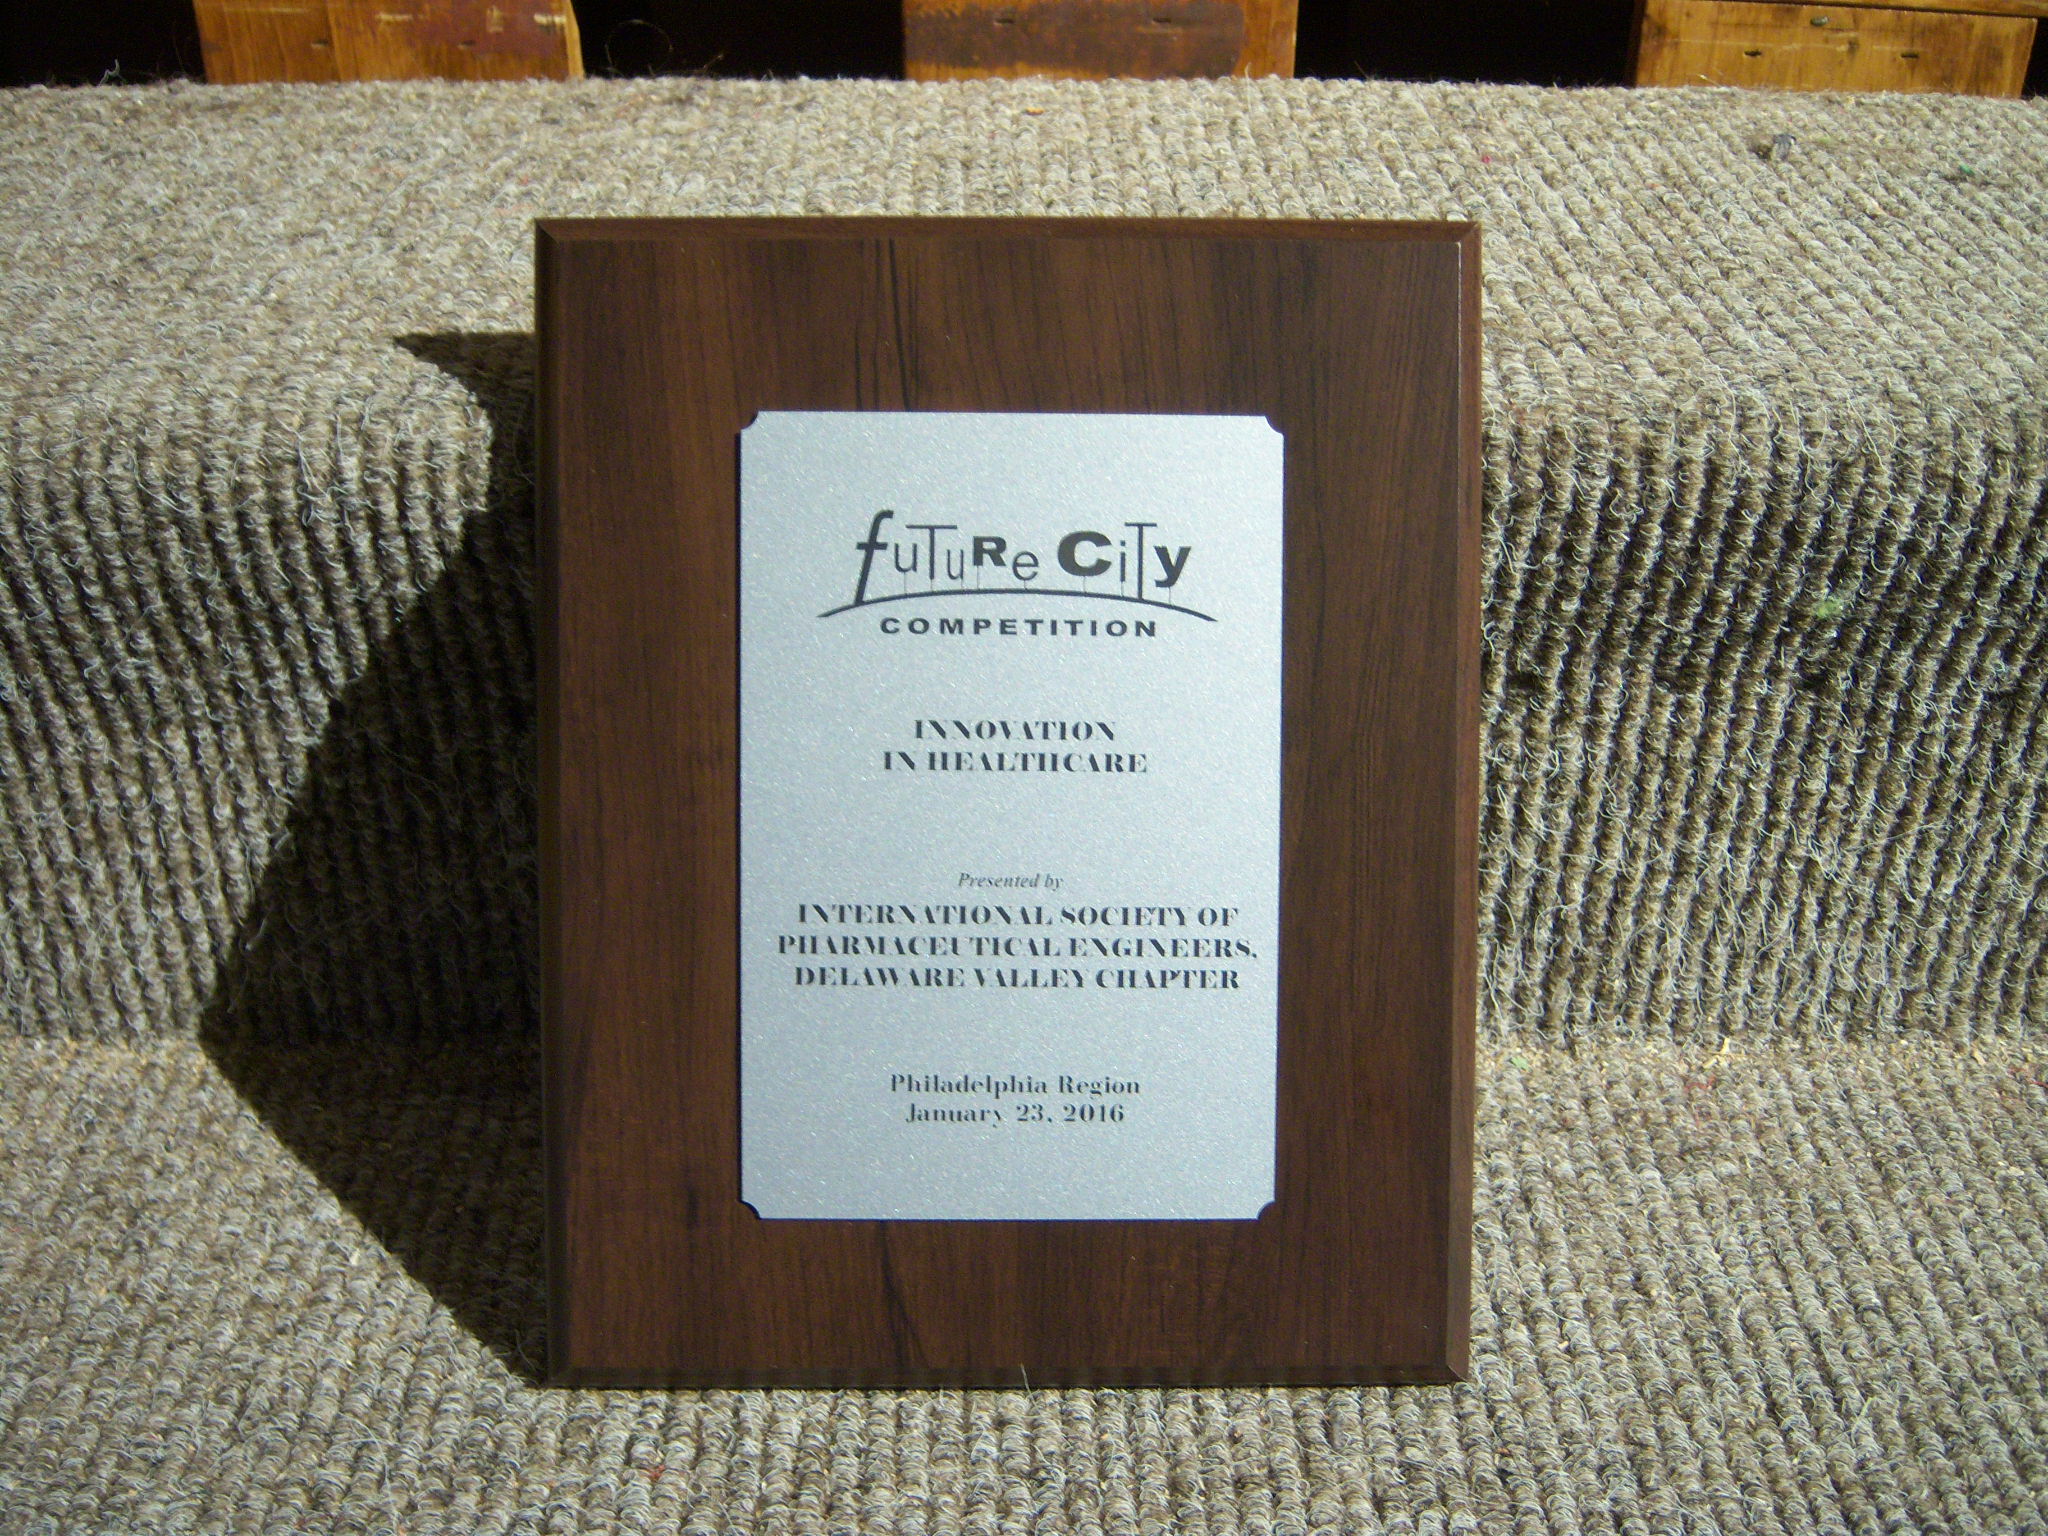 fuTuRe CiTy
COMPETITION
INNOVATION
IN HEALTHCARE
Presented by
INTERNATIONAL SOCIETY OF
PHARMACEUTICAL ENGINEERS,
DELAWARE VALLEY CHAPTER
Philadelphia Region
January 23, 2016